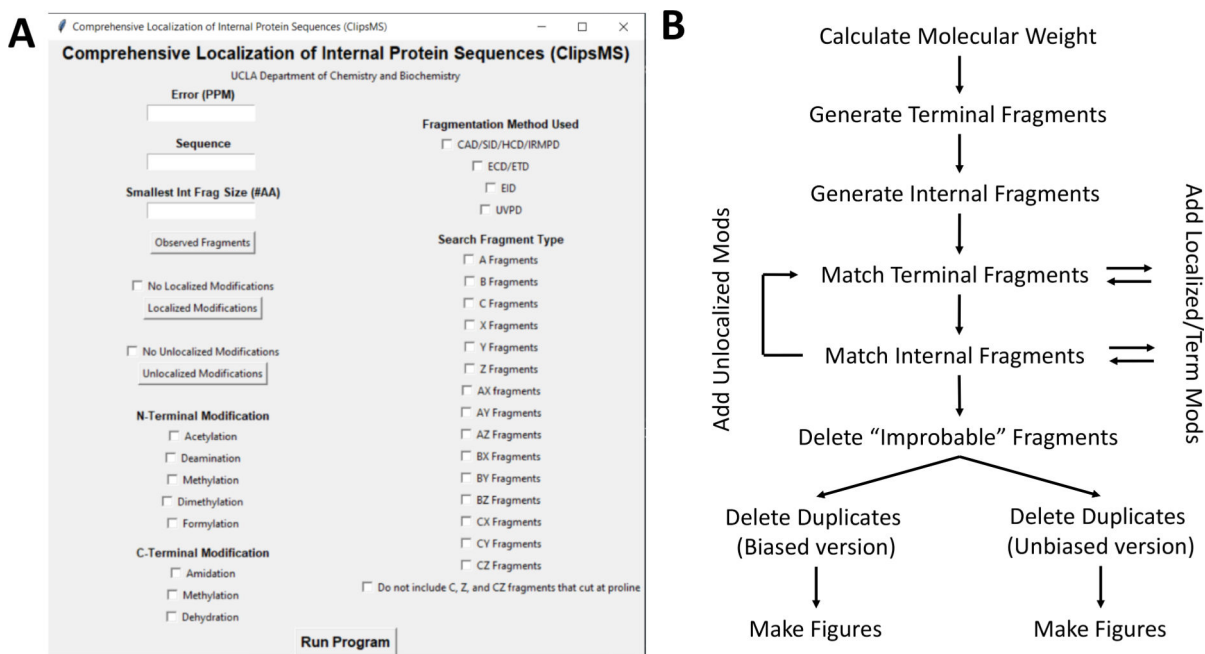 A
Comprehensive Localization of Internal Protein Sequences (ClipsMS)
Comprehensive Localization of Internal Protein Sequences (ClipsMS)
UCLA Department of Chemistry and Biochemistry
Error (PPM)
Sequence
Smallest Int Frag Size (#AA)
Observed Fragments
No Localized Modifications
Localized Modifications
No Unlocalized Modifications
Unlocalized Modifications
N-Terminal Modification
Acetylation
Deamination
Methylation
Dimethylation
Formylation
C-Terminal Modification
Amidation
Methylation
Dehydration
Fragmentation Method Used
CAD/SID/HCD/IRMPD
ECD/ETD
EID
UVPD
Search Fragment Type
A Fragments
B Fragments
C Fragments
X Fragments
Y Fragments
Z Fragments
AX fragments
AY Fragments
AZ Fragments
BX Fragments
BY Fragments
BZ Fragments
CX Fragments
CY Fragments
CZ Fragments
Do not include C, Z, and CZ fragments that cut at proline
Run Program
B
Calculate Molecular Weight
Generate Terminal Fragments
Generate Internal Fragments
Match Terminal Fragments
Match Internal Fragments
Add Unlocalized Mods
Add Localized/Term Mods
Delete “Improbable” Fragments
Delete Duplicates
(Biased version)
Make Figures
Delete Duplicates
(Unbiased version)
Make Figures